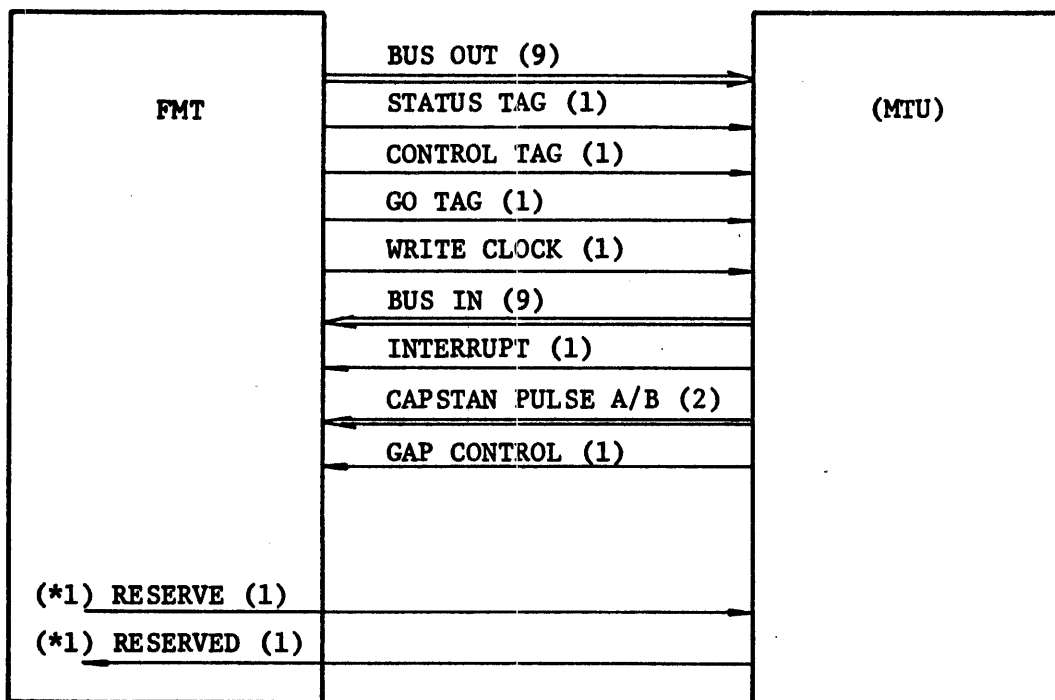 BUS OUT (9)
FMT
STATUS TAG (1)
(MTU)
CONTROL TAG (1)
GO TAG (1)
WRITE CLOCK (1)
BUS IN (9)
INTERRUPT (1)
CAPSTAN PULSE A/B (2)
GAP CONTROL (1)
(*1) RESERVE (1)
(*1) RESERVED (1)